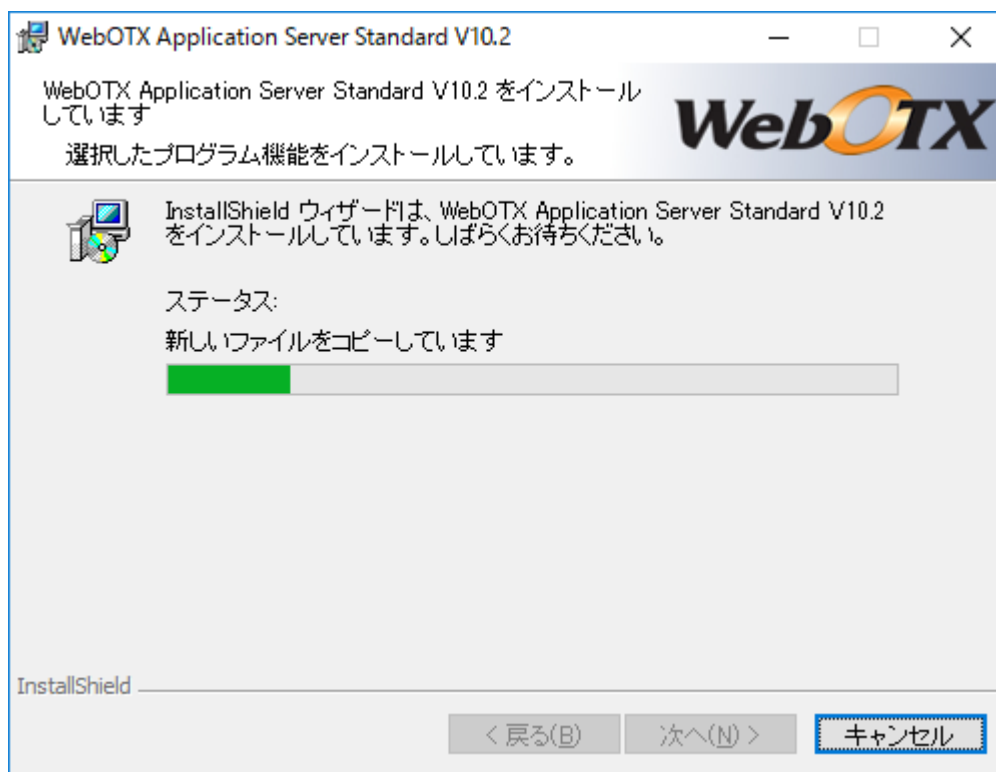 WebOTX Application Server Standard V10.2
WebOTX Application Server Standard V10.2 をインストール
しています
選択したプログラム機能をインストールしています。
WebOTX
InstallShield ウィザードは、WebOTX Application Server Standard V10.2
をインストールしています。しばらくお待ちください。
ステータス:
新しいファイルをコピーしています
InstallShield
< 戻る(B)
次へ(N) >
キャンセル